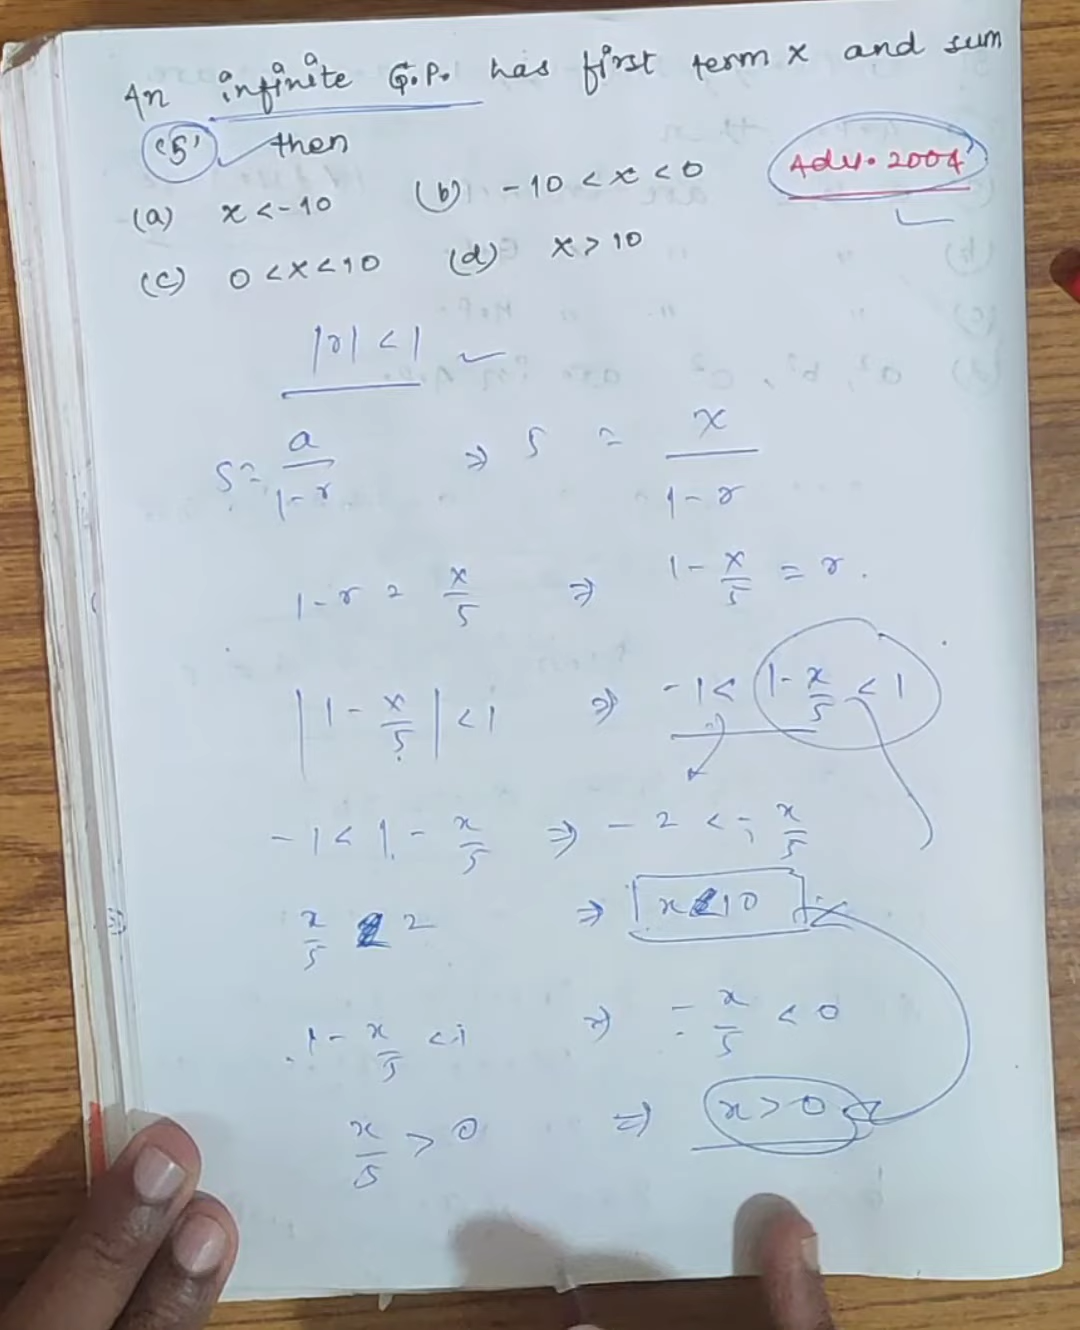 An infinite G.P. has first term x and sum
'5' then
Adv. 2004
(a) x < -10 (b) -10 < x < 0
(c) 0 < x < 10 (d) x > 10
|r| < 1
S = a/(1-r) ⇒ 5 = x/(1-r)
1-r = x/5 ⇒ 1 - x/5 = r.
|1 - x/5| < 1 ⇒ -1 < 1 - x/5 < 1
-1 < 1 - x/5 ⇒ -2 < - x/5
x/5 < 2 ⇒ x < 10
1 - x/5 < 1 ⇒ - x/5 < 0
x/5 > 0 ⇒ x > 0